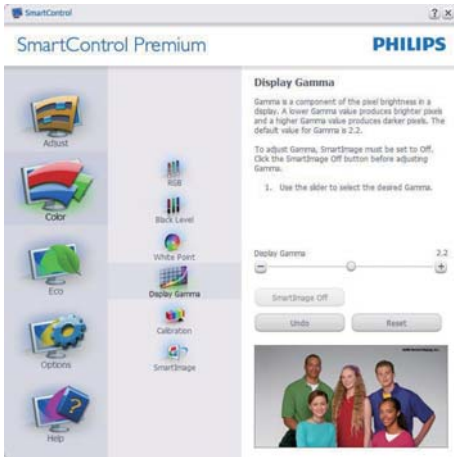 SmartControl
SmartControl Premium
PHILIPS
Adjust
Color
Eco
Options
Help
RGB
Black Level
White Point
Display Gamma
Calibration
SmartImage
Display Gamma
Gamma is a component of the pixel brightness in a
display. A lower Gamma value produces brighter pixels
and a higher Gamma value produces darker pixels. The
default value for Gamma is 2.2.
To adjust Gamma, SmartImage must be set to Off.
Click the SmartImage Off button before adjusting
Gamma.
1. Use the slider to select the desired Gamma.
Display Gamma 2.2
SmartImage Off
Undo Reset